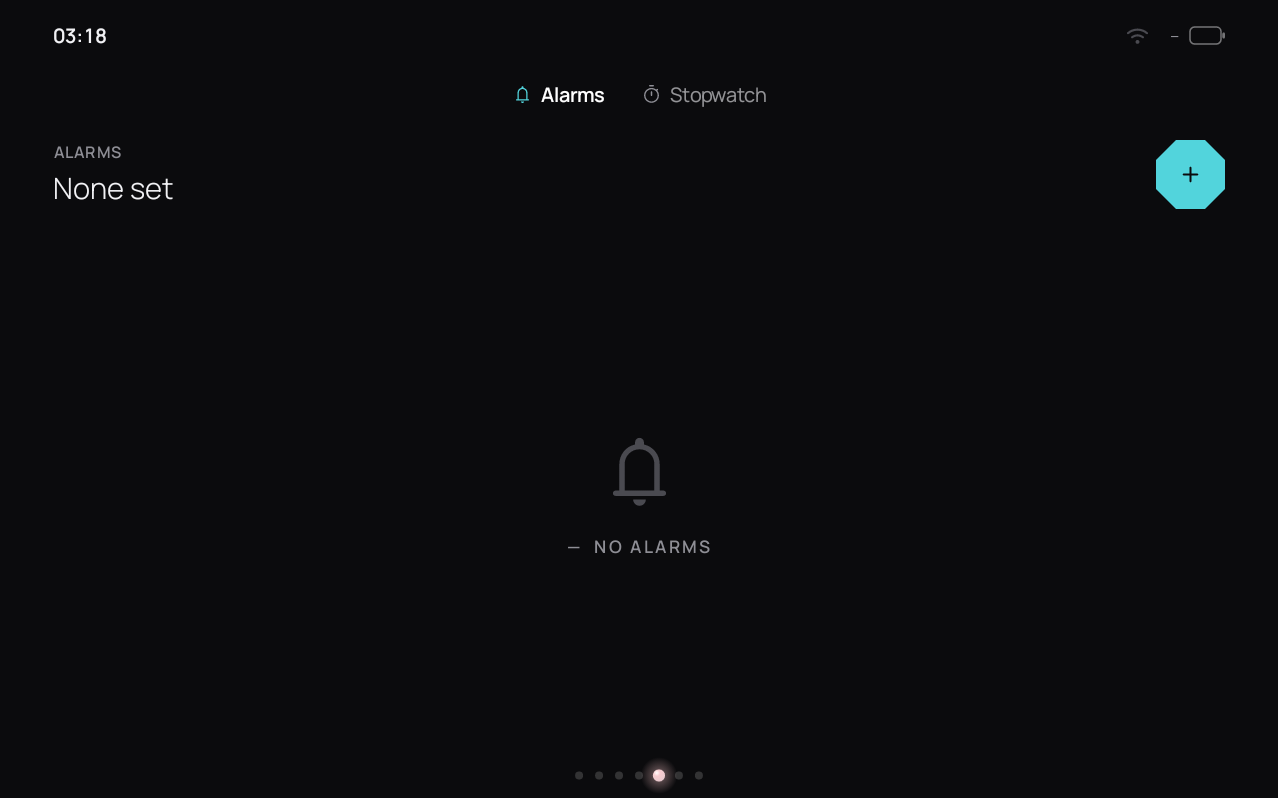 03:18
–
Alarms
Stopwatch
ALARMS
None set
+
– NO ALARMS